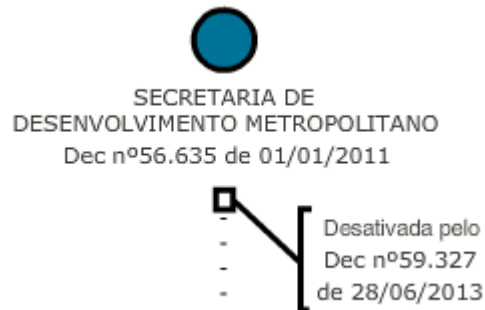 SECRETARIA DE
DESENVOLVIMENTO METROPOLITANO
Dec nº56.635 de 01/01/2011
Desativada pelo
Dec nº59.327
de 28/06/2013